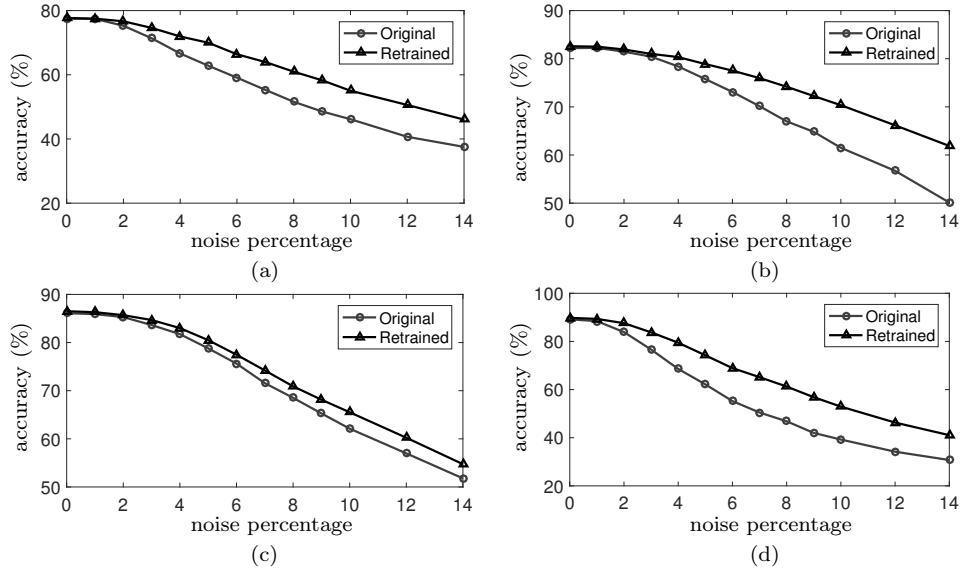 80
60
40
20
accuracy (%)
Original
Retrained
0 2 4 6 8 10 12 14
noise percentage
(a)
90
80
70
60
50
accuracy (%)
Original
Retrained
0 2 4 6 8 10 12 14
noise percentage
(b)
90
80
70
60
50
accuracy (%)
Original
Retrained
0 2 4 6 8 10 12 14
noise percentage
(c)
100
80
60
40
20
accuracy (%)
Original
Retrained
0 2 4 6 8 10 12 14
noise percentage
(d)